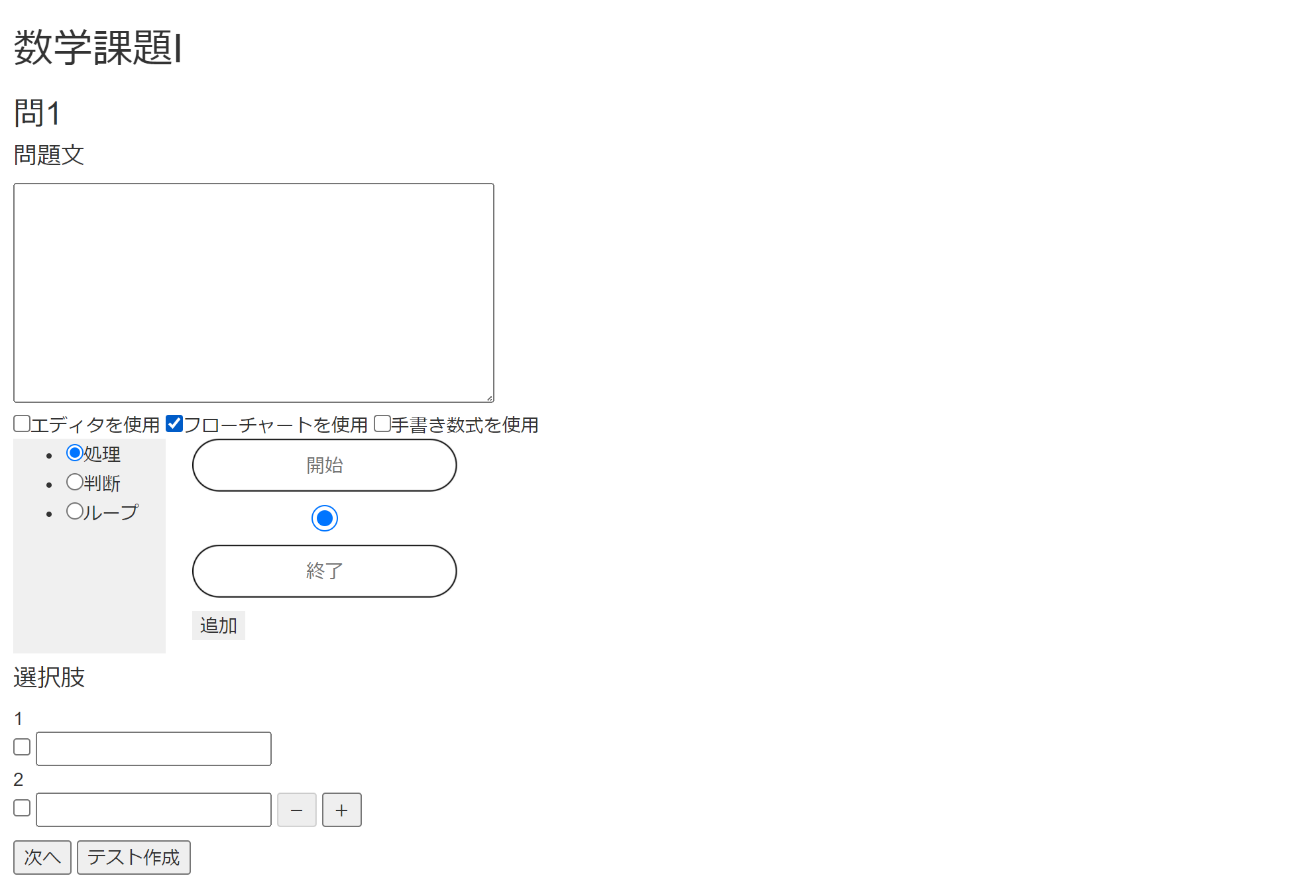 数学課題I
問1
問題文
エディタを使用 フローチャートを使用 手書き数式を使用
処理
判断
ループ
開始
終了
追加
選択肢
1
2
− +
次へ テスト作成